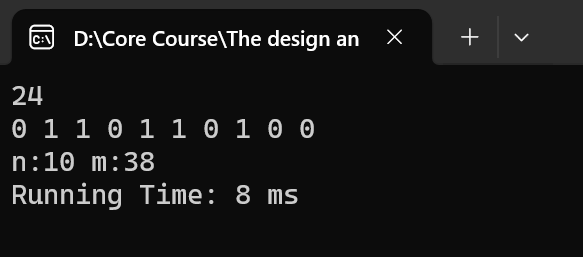 D:\Core Course\The design an
24
0 1 1 0 1 1 0 1 0 0
n:10 m:38
Running Time: 8 ms